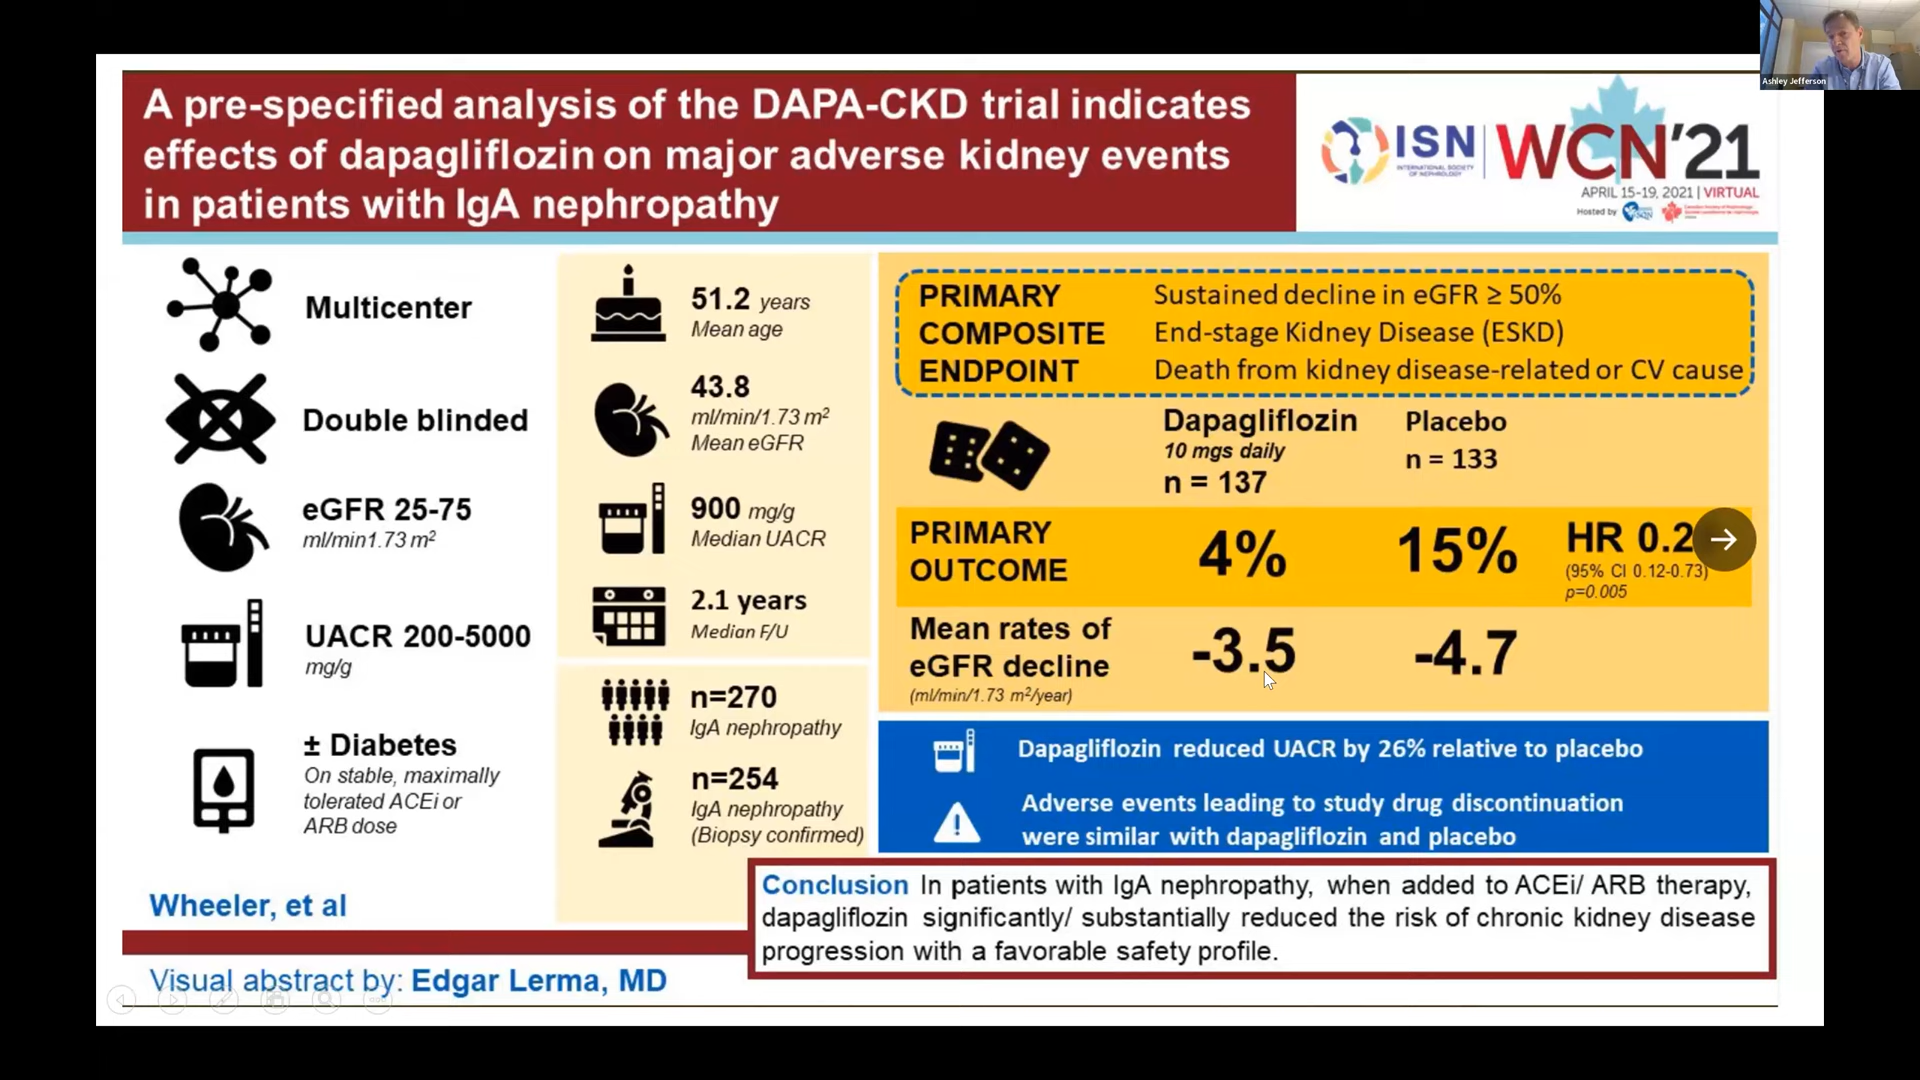 Ashley Jefferson
A pre-specified analysis of the DAPA-CKD trial indicates
effects of dapagliflozin on major adverse kidney events
in patients with IgA nephropathy
ISN
INTERNATIONAL SOCIETY
OF NEPHROLOGY
WCN'21
APRIL 15-19, 2021 | VIRTUAL
Hosted by
Multicenter
Double blinded
eGFR 25-75
ml/min1.73 m²
UACR 200-5000
mg/g
± Diabetes
On stable, maximally
tolerated ACEi or
ARB dose
51.2 years
Mean age
43.8
ml/min/1.73 m²
Mean eGFR
900 mg/g
Median UACR
2.1 years
Median F/U
n=270
IgA nephropathy
n=254
IgA nephropathy
(Biopsy confirmed)
PRIMARY
COMPOSITE
ENDPOINT
Sustained decline in eGFR ≥ 50%
End-stage Kidney Disease (ESKD)
Death from kidney disease-related or CV cause
Dapagliflozin
10 mgs daily
n = 137
Placebo
n = 133
PRIMARY
OUTCOME
4%
15%
HR 0.2
(95% CI 0.12-0.73)
p=0.005
Mean rates of
eGFR decline
(ml/min/1.73 m²/year)
-3.5
-4.7
Dapagliflozin reduced UACR by 26% relative to placebo
Adverse events leading to study drug discontinuation
were similar with dapagliflozin and placebo
Conclusion In patients with IgA nephropathy, when added to ACEi/ ARB therapy,
dapagliflozin significantly/ substantially reduced the risk of chronic kidney disease
progression with a favorable safety profile.
Wheeler, et al
Visual abstract by: Edgar Lerma, MD